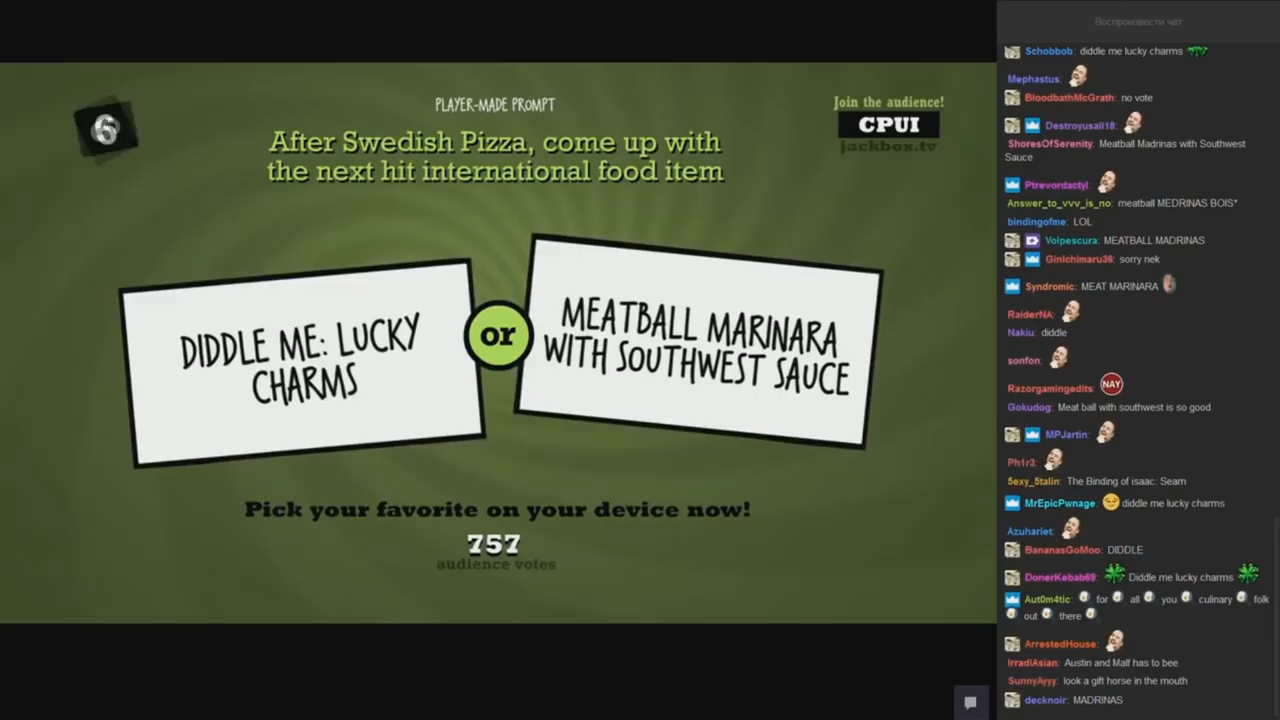 6
PLAYER-MADE PROMPT
After Swedish Pizza, come up with
the next hit international food item
Join the audience!
CPUI
jackbox.tv
DIDDLE ME: LUCKY
CHARMS
or
MEATBALL MARINARA
WITH SOUTHWEST SAUCE
Pick your favorite on your device now!
757
audience votes
Воспроизвести чат
Schobbob: diddle me lucky charms
Mephastus:
BloodbathMcGrath: no vote
Destroyusall18:
ShoresOfSerenity: Meatball Madrinas with Southwest
Sauce
Ptrevordactyl:
Answer_to_vvv_is_no: meatball MEDRINAS BOIS*
bindingofme: LOL
Volpescura: MEATBALL MADRINAS
GinIchimaru36: sorry nek
Syndromic: MEAT MARINARA
RaiderNA:
Nakiu: diddle
sonfon:
Razorgamingedits: NAY
Gokudog: Meat ball with southwest is so good
MPJartin:
Ph1r3:
5exy_5talin: The Binding of isaac: Seam
MrEpicPwnage: diddle me lucky charms
Azuhariet:
BananasGoMoo: DIDDLE
DonerKebab69: Diddle me lucky charms
Aut0m4tic: for all you culinary folk
out there
ArrestedHouse:
IrradiAsian: Austin and Malf has to bee
SunnyAyyy: look a gift horse in the mouth
decknoir: MADRINAS